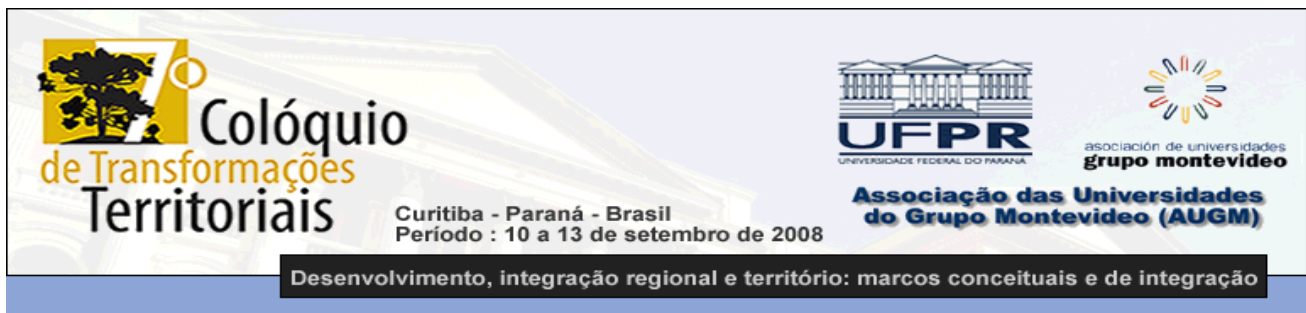 7º Colóquio
de Transformações
Territoriais
Curitiba - Paraná - Brasil
Período : 10 a 13 de setembro de 2008
UFPR
UNIVERSIDADE FEDERAL DO PARANÁ
asociación de universidades
grupo montevideo
Associação das Universidades
do Grupo Montevideo (AUGM)
Desenvolvimento, integração regional e território: marcos conceituais e de integração